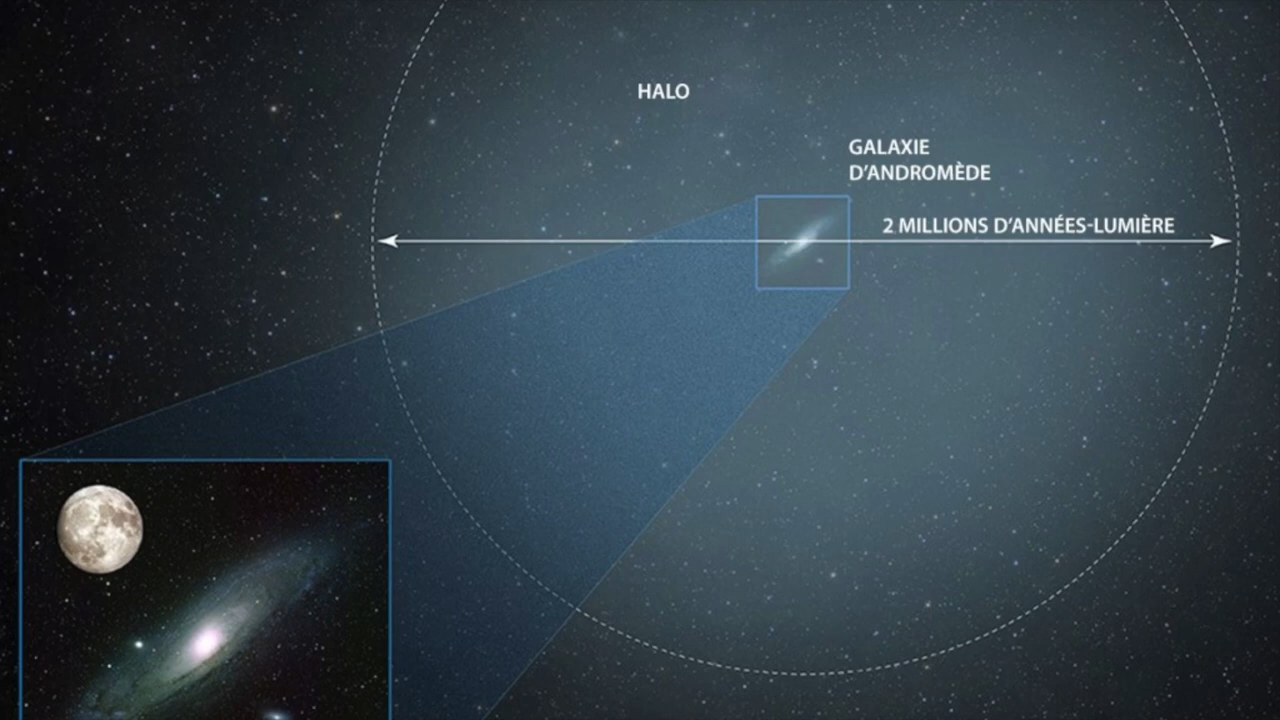 HALO
GALAXIE
D’ANDROMÈDE
2 MILLIONS D’ANNÉES-LUMIÈRE